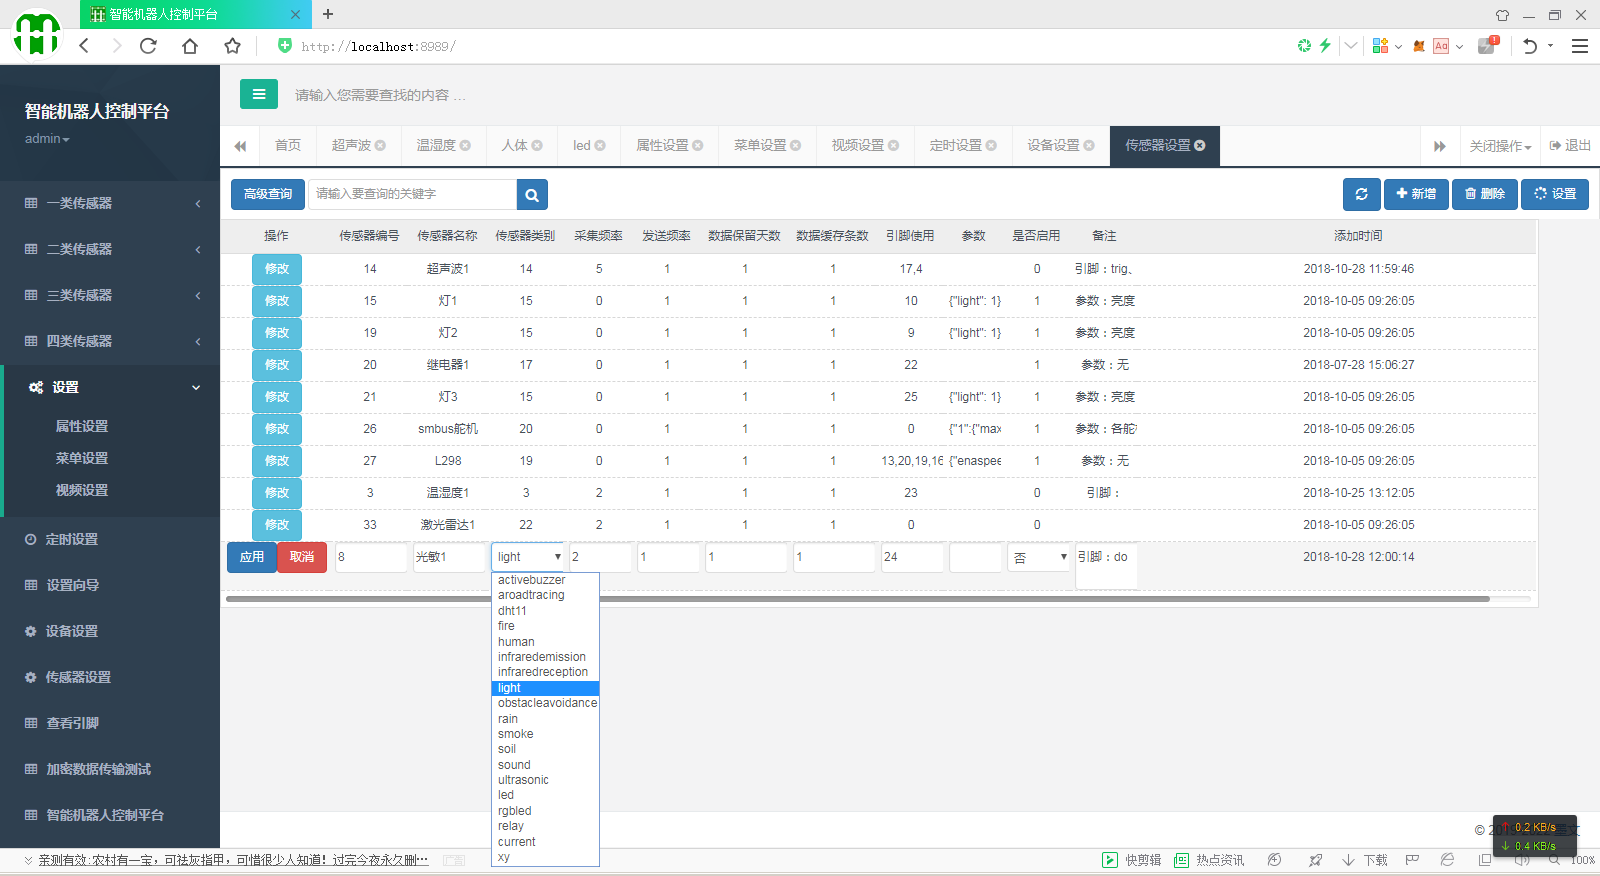 智能机器人控制平台
http://localhost:8989/
智能机器人控制平台
admin
请输入您需要查找的内容 …
首页 超声波 温湿度 人体 led 属性设置 菜单设置 视频设置 定时设置 设备设置 传感器设置 关闭操作 退出
高级查询 请输入要查询的关键字 新增 删除 设置
一类传感器
二类传感器
三类传感器
四类传感器
设置
属性设置
菜单设置
视频设置
定时设置
设置向导
设备设置
传感器设置
查看引脚
加密数据传输测试
智能机器人控制平台
操作 传感器编号 传感器名称 传感器类别 采集频率 发送频率 数据保留天数 数据缓存条数 引脚使用 参数 是否启用 备注 添加时间
修改 14 超声波1 14 5 1 1 1 17,4 0 引脚：trig、 2018-10-28 11:59:46
修改 15 灯1 15 0 1 1 1 10 {"light": 1} 1 参数：亮度 2018-10-05 09:26:05
修改 19 灯2 15 0 1 1 1 9 {"light": 1} 1 参数：亮度 2018-10-05 09:26:05
修改 20 继电器1 17 0 1 1 1 22 1 参数：无 2018-07-28 15:06:27
修改 21 灯3 15 0 1 1 1 25 {"light": 1} 1 参数：亮度 2018-10-05 09:26:05
修改 26 smbus舵机 20 0 1 1 1 0 {"1":{"max 1 参数：各舵 2018-10-05 09:26:05
修改 27 L298 19 0 1 1 1 13,20,19,16 {"enaspee 1 参数：无 2018-10-05 09:26:05
修改 3 温湿度1 3 2 1 1 1 23 0 引脚： 2018-10-25 13:12:05
修改 33 激光雷达1 22 2 1 1 1 0 0 2018-10-05 09:26:05
应用 取消 8 光敏1 light 2 1 1 1 24 否 引脚：do 2018-10-28 12:00:14
activebuzzer
aroadtracing
dht11
fire
human
infraredemission
infraredreception
light
obstacleavoidance
rain
smoke
soil
sound
ultrasonic
led
rgbled
relay
current
xy
0.2 KB/s
0.4 KB/s
亲测有效:农村有一宝，可祛灰指甲，可惜很少人知道！过完今夜永久删… 广告 快剪辑 热点资讯 下载 100%